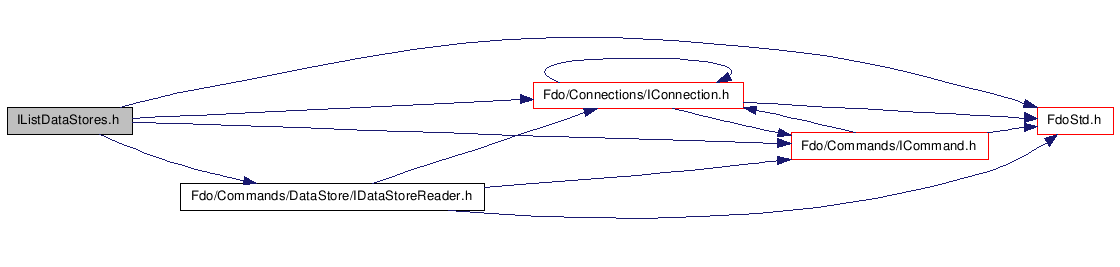 IListDataStores.h
Fdo/Connections/IConnection.h
FdoStd.h
Fdo/Commands/ICommand.h
Fdo/Commands/DataStore/IDataStoreReader.h